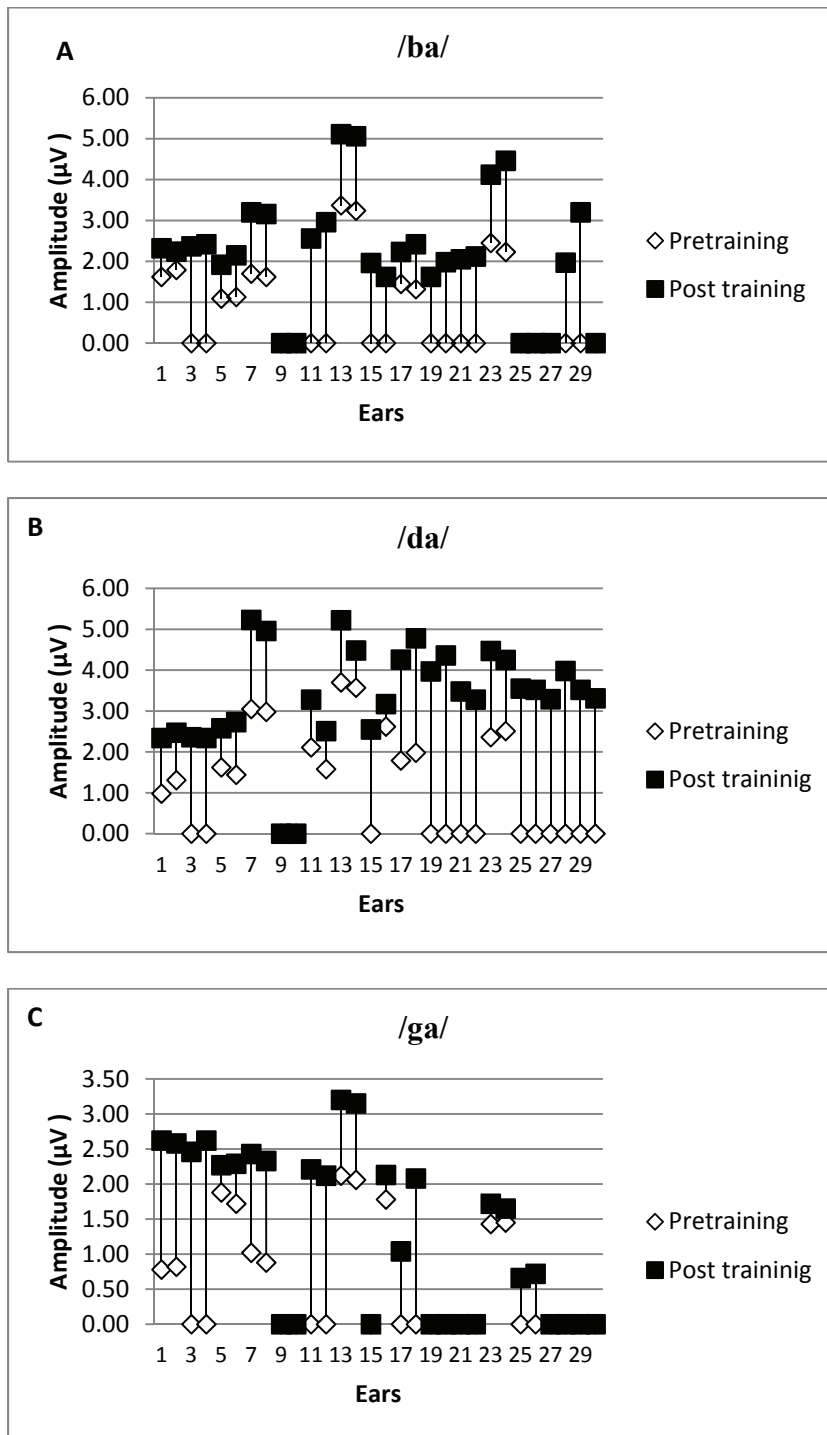 A
/ba/
6.00
5.00
4.00
3.00
2.00
1.00
0.00
Amplitude (µV )
1 3 5 7 9 11 13 15 17 19 21 23 25 27 29
Ears
Pretraining
Post training
B
/da/
6.00
5.00
4.00
3.00
2.00
1.00
0.00
Amplitude (µV )
1 3 5 7 9 11 13 15 17 19 21 23 25 27 29
Ears
Pretraining
Post traininig
C
/ga/
3.50
3.00
2.50
2.00
1.50
1.00
0.50
0.00
Amplitude (µV )
1 3 5 7 9 11 13 15 17 19 21 23 25 27 29
Ears
Pretraining
Post traininig